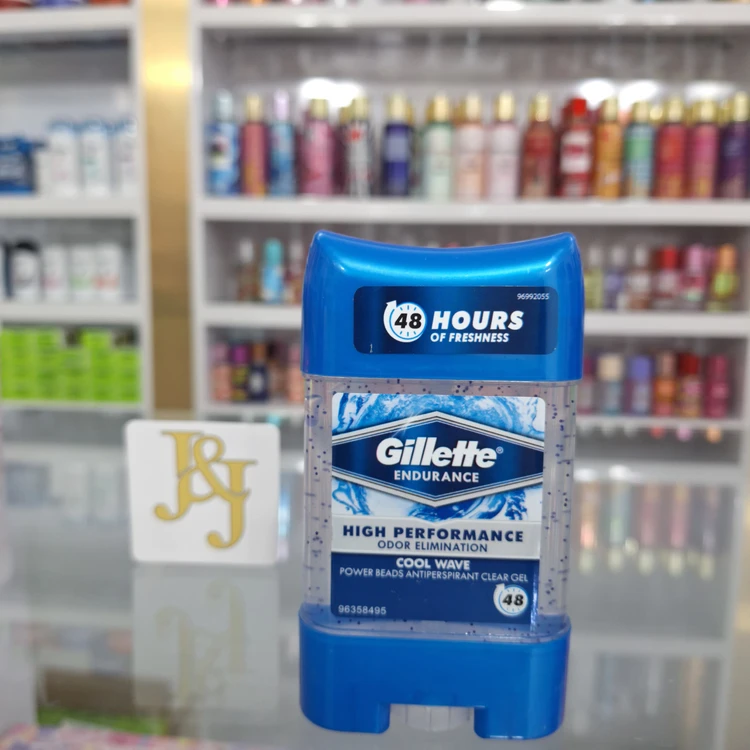 96992055
48 HOURS
OF FRESHNESS
Gillette®
ENDURANCE
HIGH PERFORMANCE
ODOR ELIMINATION
COOL WAVE
POWER BEADS ANTIPERSPIRANT CLEAR GEL
48
96358495
J&J